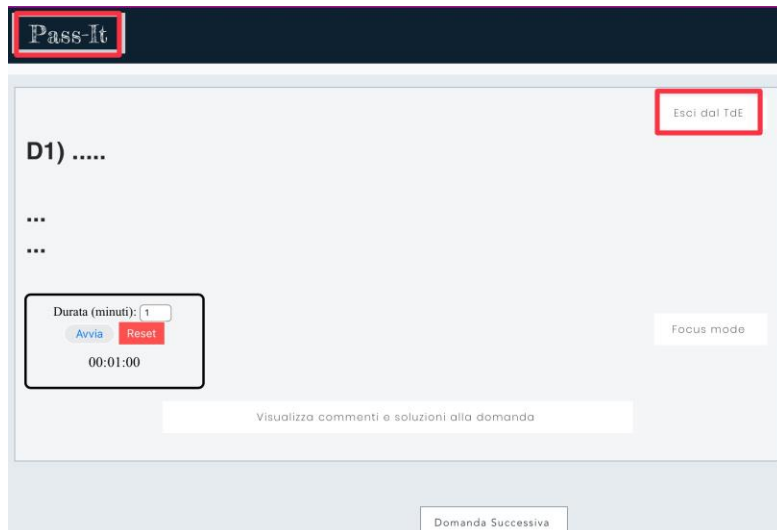 Pass-It
Esci dal TdE
D1) .....
...
...
Durata (minuti): 1
Avvia Reset
00:01:00
Focus mode
Visualizza commenti e soluzioni alla domanda
Domanda Successiva